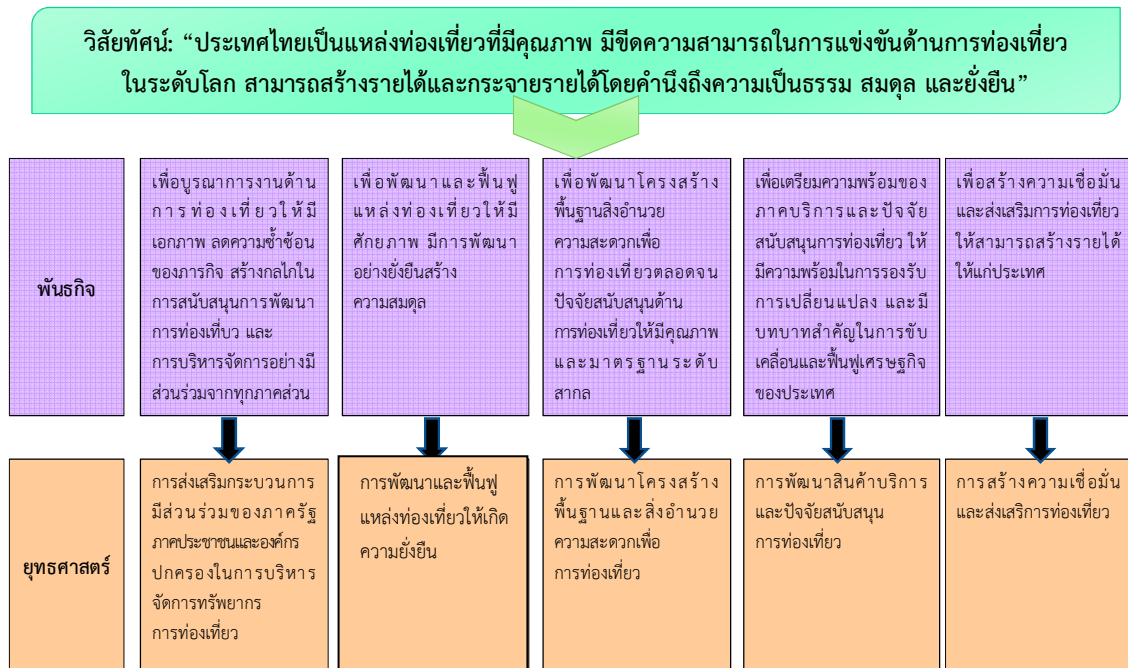 วิสัยทัศน์: “ประเทศไทยเป็นแหล่งท่องเที่ยวที่มีคุณภาพ มีขีดความสามารถในการแข่งขันด้านการท่องเที่ยว
ในระดับโลก สามารถสร้างรายได้และกระจายรายได้โดยคำนึงถึงความเป็นธรรม สมดุล และยั่งยืน”
พันธกิจ
เพื่อบูรณาการงานด้าน
การท่องเที่ยวให้มี
เอกภาพ ลดความซ้ำซ้อน
ของภารกิจ สร้างกลไกใน
การสนับสนุนการพัฒนา
การท่องเที่บว และ
การบริหารจัดการอย่างมี
ส่วนร่วมจากทุกภาคส่วน
เพื่อพัฒนาและฟื้นฟู
แหล่งท่องเที่ยวให้มี
ศักยภาพ มีการพัฒนา
อย่างยั่งยืนสร้าง
ความสมดุล
เพื่อพัฒนาโครงสร้าง
พื้นฐานสิ่งอำนวย
ความสะดวกเพื่อ
การท่องเที่ยวตลอดจน
ปัจจัยสนับสนุนด้าน
การท่องเที่ยวให้มีคุณภาพ
และมาตรฐานระดับ
สากล
เพื่อเตรียมความพร้อมของ
ภาคบริการและปัจจัย
สนับสนุนการท่องเที่ยว ให้
มีความพร้อมในการรองรับ
การเปลี่ยนแปลง และมี
บทบาทสำคัญในการขับ
เคลื่อนและฟื้นฟูเศรษฐกิจ
ของประเทศ
เพื่อสร้างความเชื่อมั่น
และส่งเสริมการท่องเที่ยว
ให้สามารถสร้างรายได้
ให้แก่ประเทศ
ยุทธศาสตร์
การส่งเสริมกระบวนการ
มีส่วนร่วมของภาครัฐ
ภาคประชาชนและองค์กร
ปกครองในการบริหาร
จัดการทรัพยากร
การท่องเที่ยว
การพัฒนาและฟื้นฟู
แหล่งท่องเที่ยวให้เกิด
ความยั่งยืน
การพัฒนาโครงสร้าง
พื้นฐานและสิ่งอำนวย
ความสะดวกเพื่อ
การท่องเที่ยว
การพัฒนาสินค้าบริการ
และปัจจัยสนับสนุน
การท่องเที่ยว
การสร้างความเชื่อมั่น
และส่งเสริการท่องเที่ยว